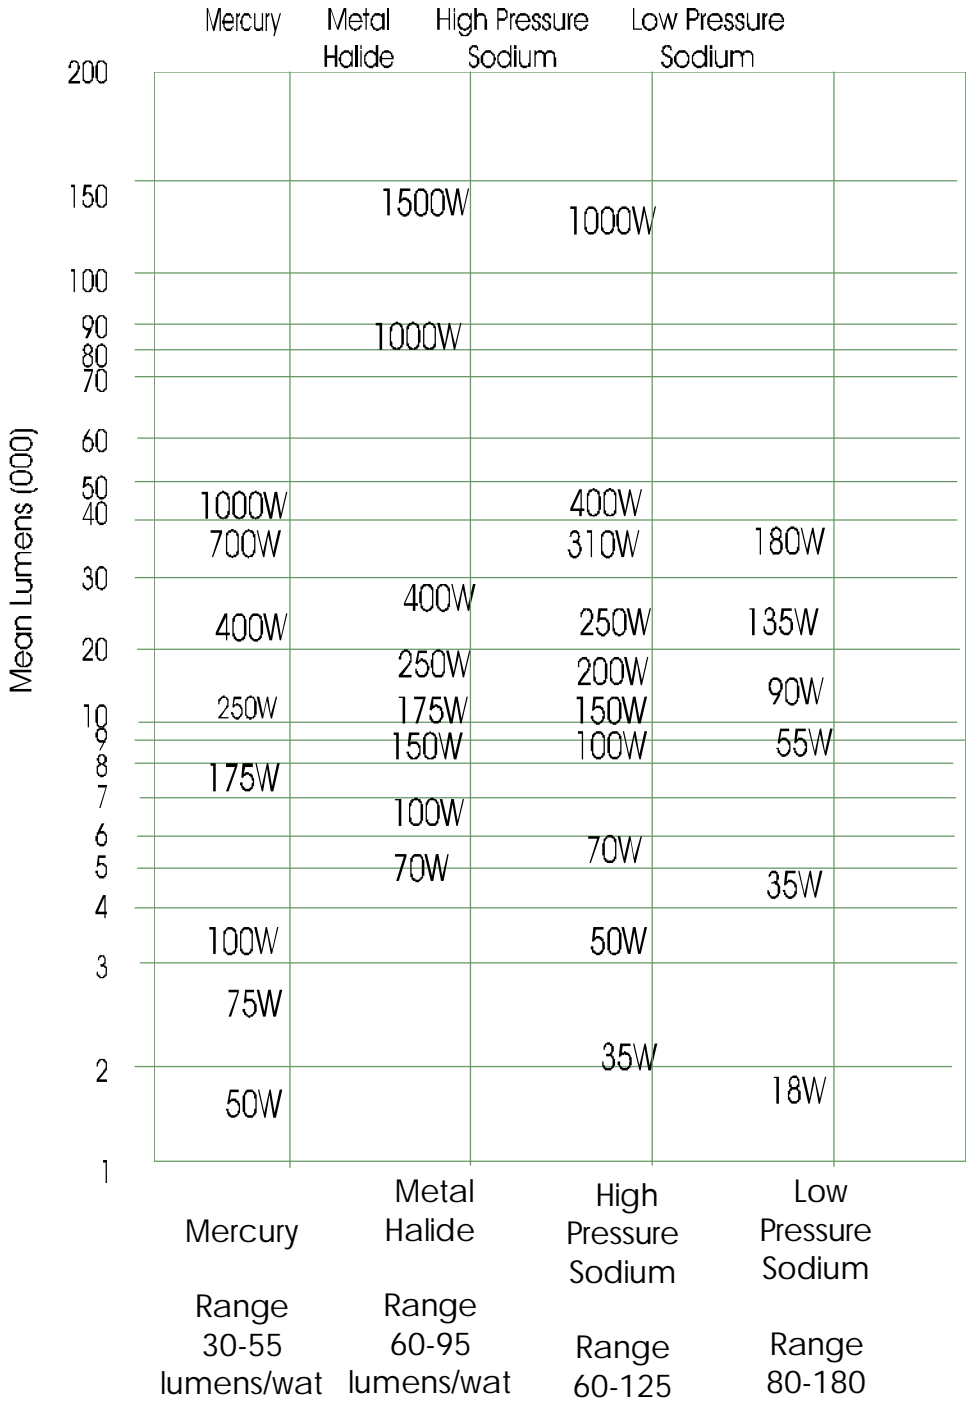 Mercury Metal High Pressure Low Pressure
Halide Sodium Sodium
200
150 1500W 1000W
100
90 1000W
80
70
60
50 1000W 400W
40
700W 310W 180W
30 400W
400W 250W 135W
20
250W 200W
90W
250W 175W 150W
10
9 150W 100W 55W
8
175W
7
100W
6 70W
5 70W
35W
4
100W 50W
3
75W
2 35W
50W 18W
1
Mean Lumens (000)
Mercury
Range
30-55
lumens/wat
Metal
Halide
Range
60-95
lumens/wat
High
Pressure
Sodium
Range
60-125
Low
Pressure
Sodium
Range
80-180